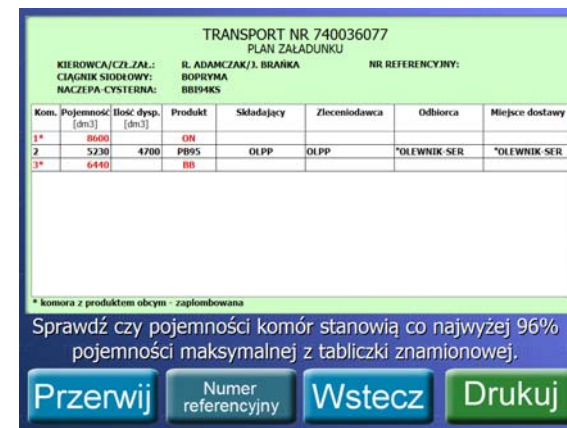 TRANSPORT NR 740036077
PLAN ZAŁADUNKU
KIEROWCA/CZŁ.ZAŁ.: R. ADAMCZAK/J. BRAŃKA NR REFERENCYJNY:
CIĄGNIK SIODŁOWY: BOPRYMA
NACZEPA-CYSTERNA: BBI94KS
Kom. Pojemność Ilość dysp. Produkt Składający Zleceniodawca Odbiorca Miejsce dostawy
[dm3] [dm3]
1* 8600 ON
2 5230 4700 PB95 OLPP OLPP *OLEWNIK-SER *OLEWNIK-SER
3* 6440 BB
* komora z produktem obcym - zaplombowana
Sprawdź czy pojemności komór stanowią co najwyżej 96%
pojemności maksymalnej z tabliczki znamionowej.
Przerwij Numer referencyjny Wstecz Drukuj